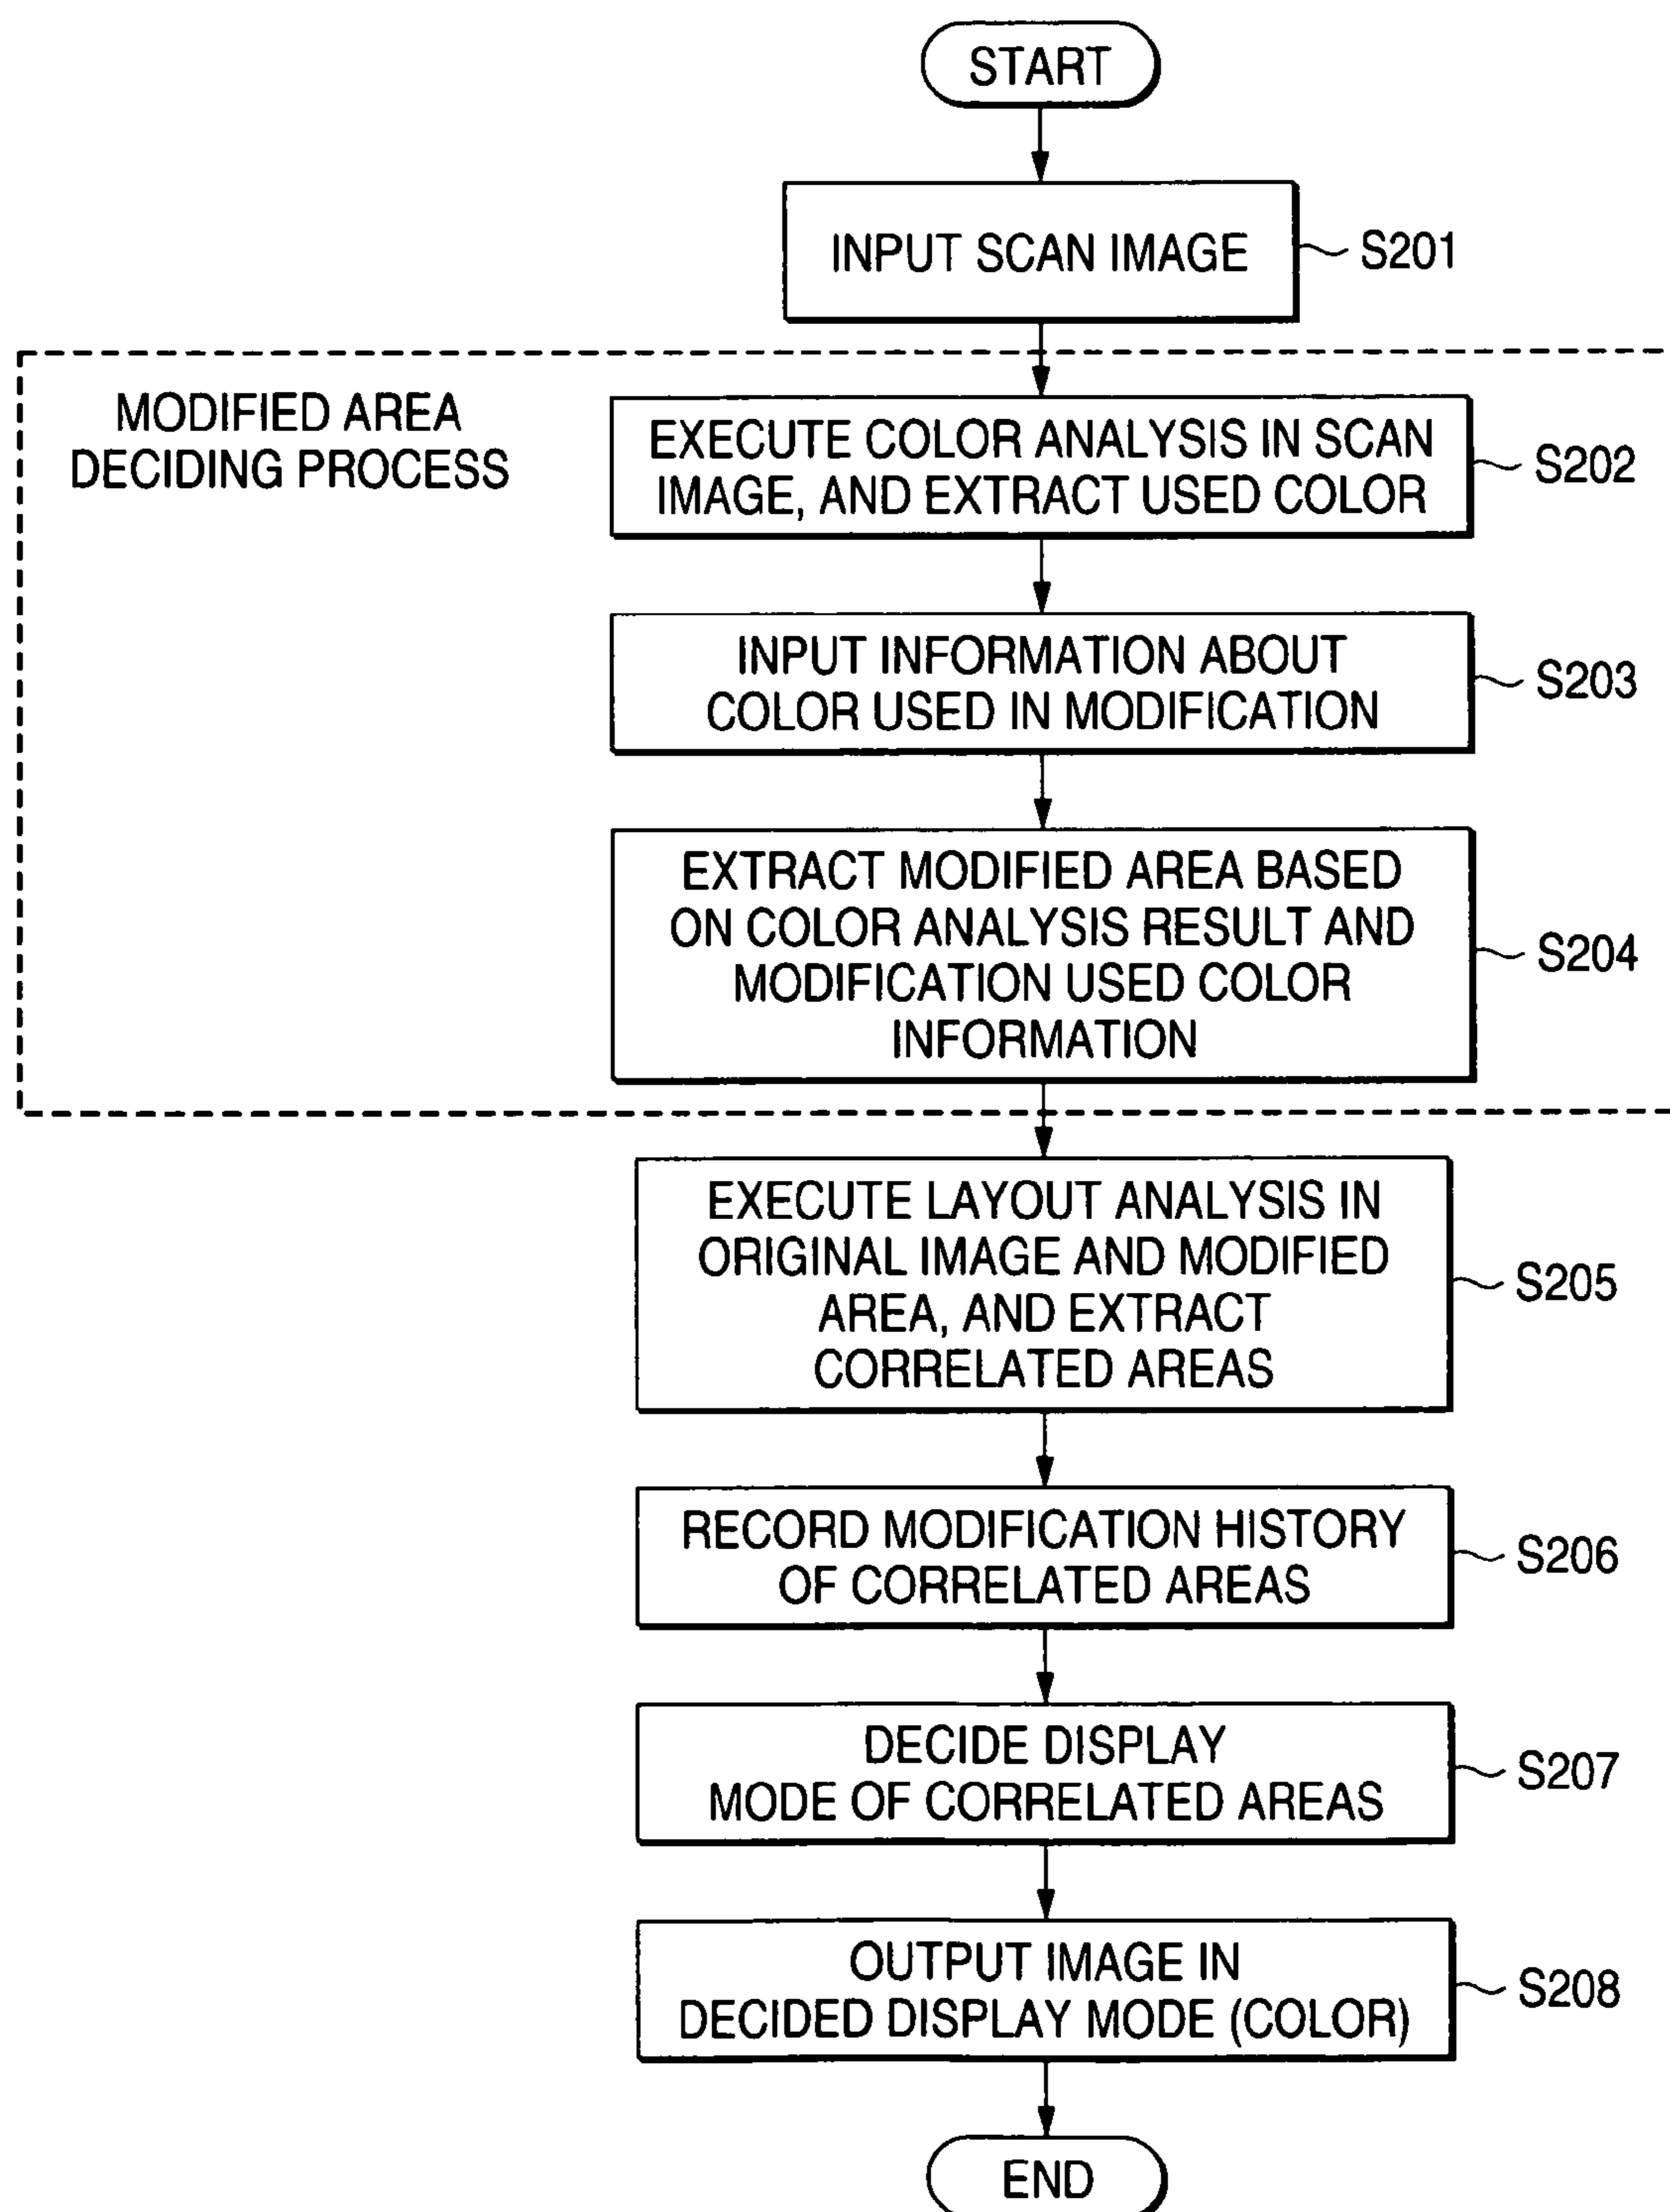 START
INPUT SCAN IMAGE
S201
MODIFIED AREA
DECIDING PROCESS
EXECUTE COLOR ANALYSIS IN SCAN
IMAGE, AND EXTRACT USED COLOR
S202
INPUT INFORMATION ABOUT
COLOR USED IN MODIFICATION
S203
EXTRACT MODIFIED AREA BASED
ON COLOR ANALYSIS RESULT AND
MODIFICATION USED COLOR
INFORMATION
S204
EXECUTE LAYOUT ANALYSIS IN
ORIGINAL IMAGE AND MODIFIED
AREA, AND EXTRACT
CORRELATED AREAS
S205
RECORD MODIFICATION HISTORY
OF CORRELATED AREAS
S206
DECIDE DISPLAY
MODE OF CORRELATED AREAS
S207
OUTPUT IMAGE IN
DECIDED DISPLAY MODE (COLOR)
S208
END